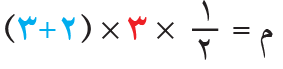 م = ١/٢ × ٣ × (٢+٣)